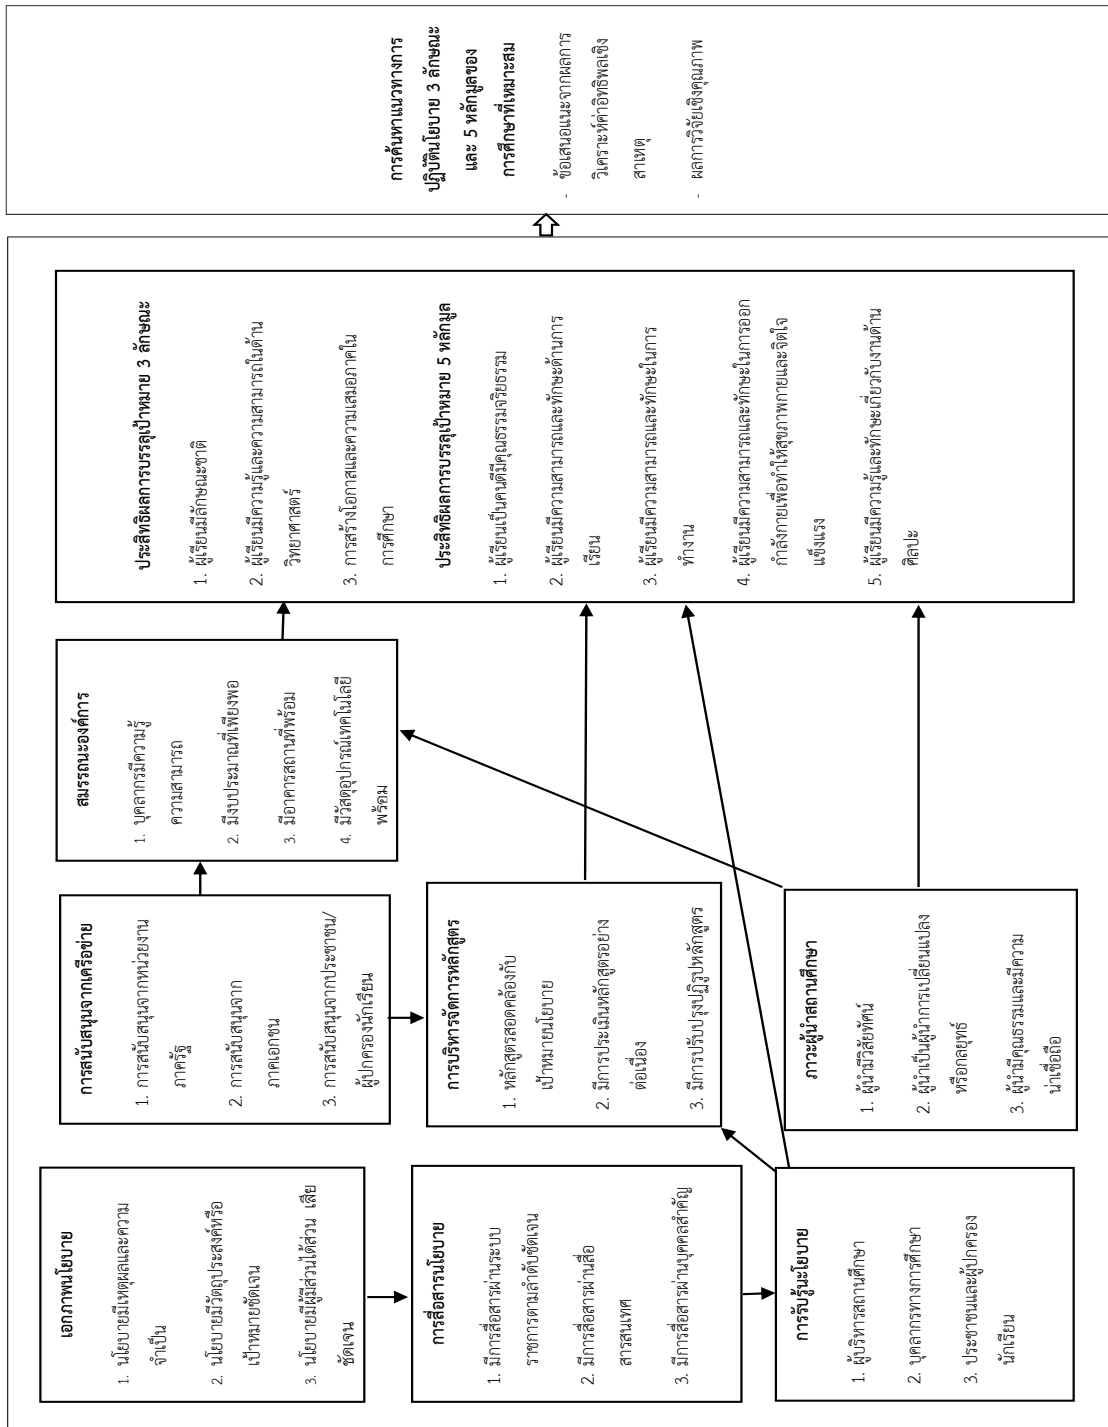 เอกภาพนโยบาย
1. นโยบายมีเหตุผลและความ
จำเป็น
2. นโยบายมีวัตถุประสงค์หรือ
เป้าหมายชัดเจน
3. นโยบายมีผู้มีส่วนได้ส่วน เสีย
ชัดเจน
การสื่อสารนโยบาย
1. มีการสื่อสารผ่านระบบ
ราชการตามลำดับชัดเจน
2. มีการสื่อสารผ่านสื่อ
สารสนเทศ
3. มีการสื่อสารผ่านบุคคลสำคัญ
การรับรู้นะโยบาย
1. ผู้บริหารสถานศึกษา
2. บุคลากรทางการศึกษา
3. ประชาชนและผู้ปกครอง
นักเรียน
การสนับสนุนจากเครือข่าย
1. การสนับสนุนจากหน่วยงาน
ภาครัฐ
2. การสนับสนุนจาก
ภาคเอกชน
3. การสนับสนุนจากประชาชน/
ผู้ปกครองนักเรียน
การบริหารจัดการหลักสูตร
1. หลักสูตรสอดคล้องกับ
เป้าหมายนโยบาย
2. มีการประเมินหลักสูตรอย่าง
ต่อเนื่อง
3. มีการปรับปรุงปฏิรูปหลักสูตร
ภาวะผู้นำสถานศึกษา
1. ผู้นำมีวิสัยทัศน์
2. ผู้นำเป็นผู้นำการเปลี่ยนแปลง
หรือกลยุทธ์
3. ผู้นำมีคุณธรรมและมีความ
น่าเชื่อถือ
สมรรถนะองค์การ
1. บุคลากรมีความรู้
ความสามารถ
2. มีงบประมาณที่เพียงพอ
3. มีอาคารสถานที่พร้อม
4. มีวัสดุอุปกรณ์เทคโนโลยี
พร้อม
ประสิทธิผลการบรรลุเป้าหมาย 3 ลักษณะ
1. ผู้เรียนมีลักษณะชาติ
2. ผู้เรียนมีความรู้และความสามารถในด้าน
วิทยาศาสตร์
3. การสร้างโอกาสและความเสมอภาคใน
การศึกษา
ประสิทธิผลการบรรลุเป้าหมาย 5 หลักมูล
1. ผู้เรียนเป็นคนดีมีคุณธรรมจริยธรรม
2. ผู้เรียนมีความสามารถและทักษะด้านการ
เรียน
3. ผู้เรียนมีความสามารถและทักษะในการ
ทำงาน
4. ผู้เรียนมีความสามารถและทักษะในการออก
กำลังกายเพื่อทำให้สุขภาพกายและจิตใจ
แข็งแรง
5. ผู้เรียนมีความรู้และทักษะเกี่ยวกับงานด้าน
ศิลปะ
การค้นหาแนวทางการ
ปฏิบัตินโยบาย 3 ลักษณะ
และ 5 หลักมูลของ
การศึกษาที่เหมาะสม
- ข้อเสนอแนะจากผลการ
วิเคราะห์ค่าอิทธิพลเชิง
สาเหตุ
- ผลการวิจัยเชิงคุณภาพ